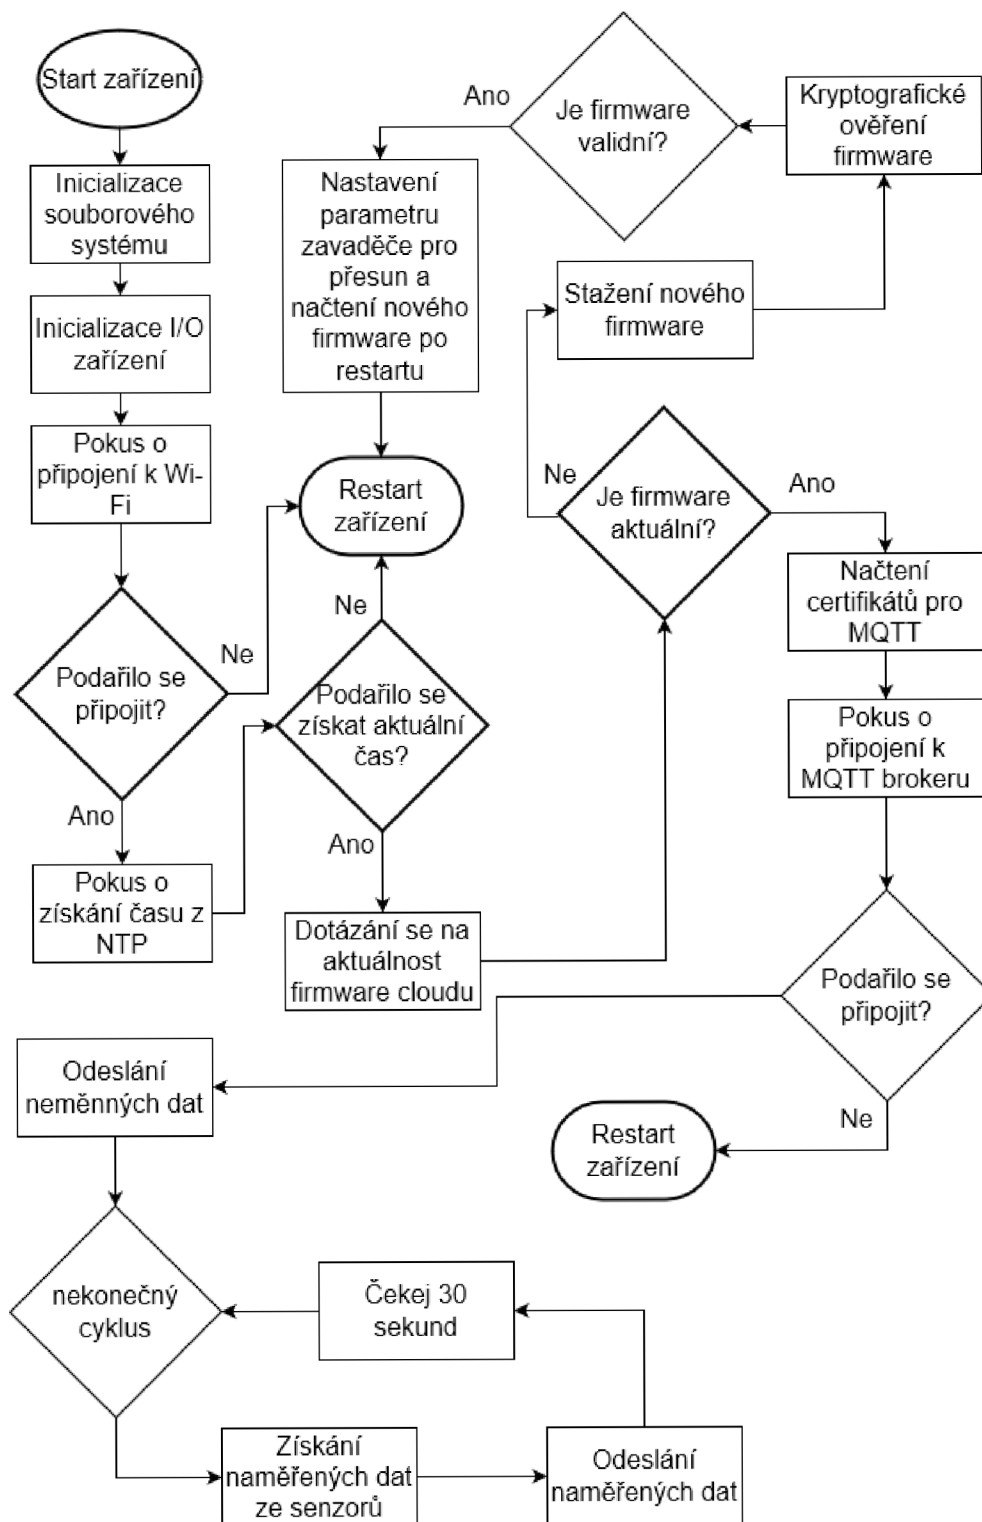 Start zařízení
Inicializace
souborového
systému
Inicializace I/O
zařízení
Pokus o
připojení k Wi-
Fi
Podařilo se
připojit?
Ne
Ano
Pokus o
získání času z
NTP
Podařilo se
získat aktuální
čas?
Ne
Ano
Restart
zařízení
Dotázání se na
aktuálnost
firmware cloudu
Je firmware
aktuální?
Ne
Ano
Stažení nového
firmware
Kryptografické
ověření
firmware
Je firmware
validní?
Ano
Nastavení
parametru
zavaděče pro
přesun a
načtení nového
firmware po
restartu
Načtení
certifikátů pro
MQTT
Pokus o
připojení k
MQTT brokeru
Podařilo se
připojit?
Ne
Restart
zařízení
Odeslání
neměnných dat
nekonečný
cyklus
Získání
naměřených dat
ze senzorů
Odeslání
naměřených dat
Čekej 30
sekund